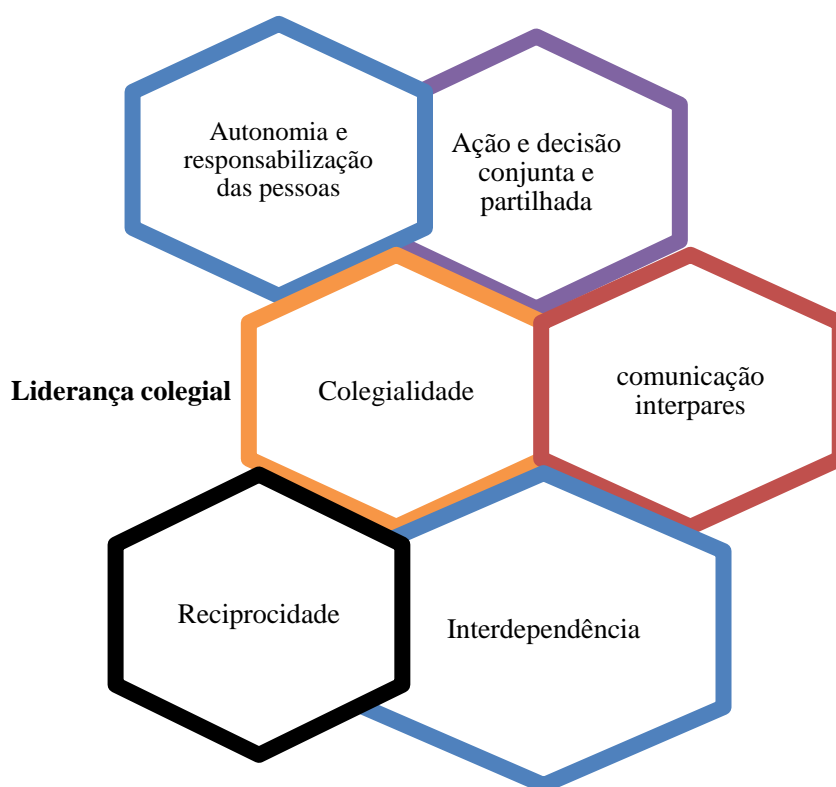 Autonomia e
responsabilização
das pessoas
Ação e decisão
conjunta e
partilhada
Liderança colegial
Colegialidade
comunicação
interpares
Reciprocidade
Interdependência